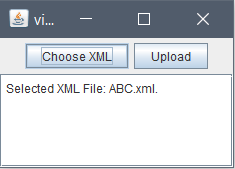 vi...
Choose XML Upload
Selected XML File: ABC.xml.